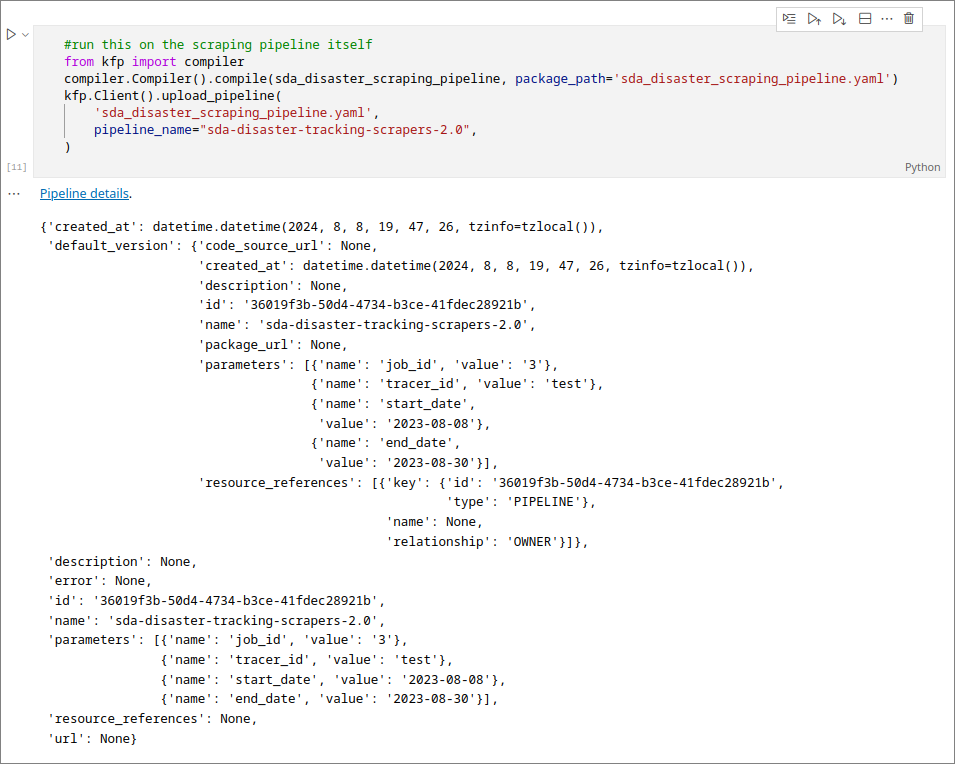 #run this on the scraping pipeline itself
from kfp import compiler
compiler.Compiler().compile(sda_disaster_scraping_pipeline, package_path='sda_disaster_scraping_pipeline.yaml')
kfp.Client().upload_pipeline(
    'sda_disaster_scraping_pipeline.yaml',
    pipeline_name="sda-disaster-tracking-scrapers-2.0",
)
[11]
Python
Pipeline details.
{'created_at': datetime.datetime(2024, 8, 8, 19, 47, 26, tzinfo=tzlocal()),
 'default_version': {'code_source_url': None,
                     'created_at': datetime.datetime(2024, 8, 8, 19, 47, 26, tzinfo=tzlocal()),
                     'description': None,
                     'id': '36019f3b-50d4-4734-b3ce-41fdec28921b',
                     'name': 'sda-disaster-tracking-scrapers-2.0',
                     'package_url': None,
                     'parameters': [{'name': 'job_id', 'value': '3'},
                                    {'name': 'tracer_id', 'value': 'test'},
                                    {'name': 'start_date',
                                     'value': '2023-08-08'},
                                    {'name': 'end_date',
                                     'value': '2023-08-30'}],
                     'resource_references': [{'key': {'id': '36019f3b-50d4-4734-b3ce-41fdec28921b',
                                                      'type': 'PIPELINE'},
                                              'name': None,
                                              'relationship': 'OWNER'}]},
 'description': None,
 'error': None,
 'id': '36019f3b-50d4-4734-b3ce-41fdec28921b',
 'name': 'sda-disaster-tracking-scrapers-2.0',
 'parameters': [{'name': 'job_id', 'value': '3'},
                {'name': 'tracer_id', 'value': 'test'},
                {'name': 'start_date', 'value': '2023-08-08'},
                {'name': 'end_date', 'value': '2023-08-30'}],
 'resource_references': None,
 'url': None}